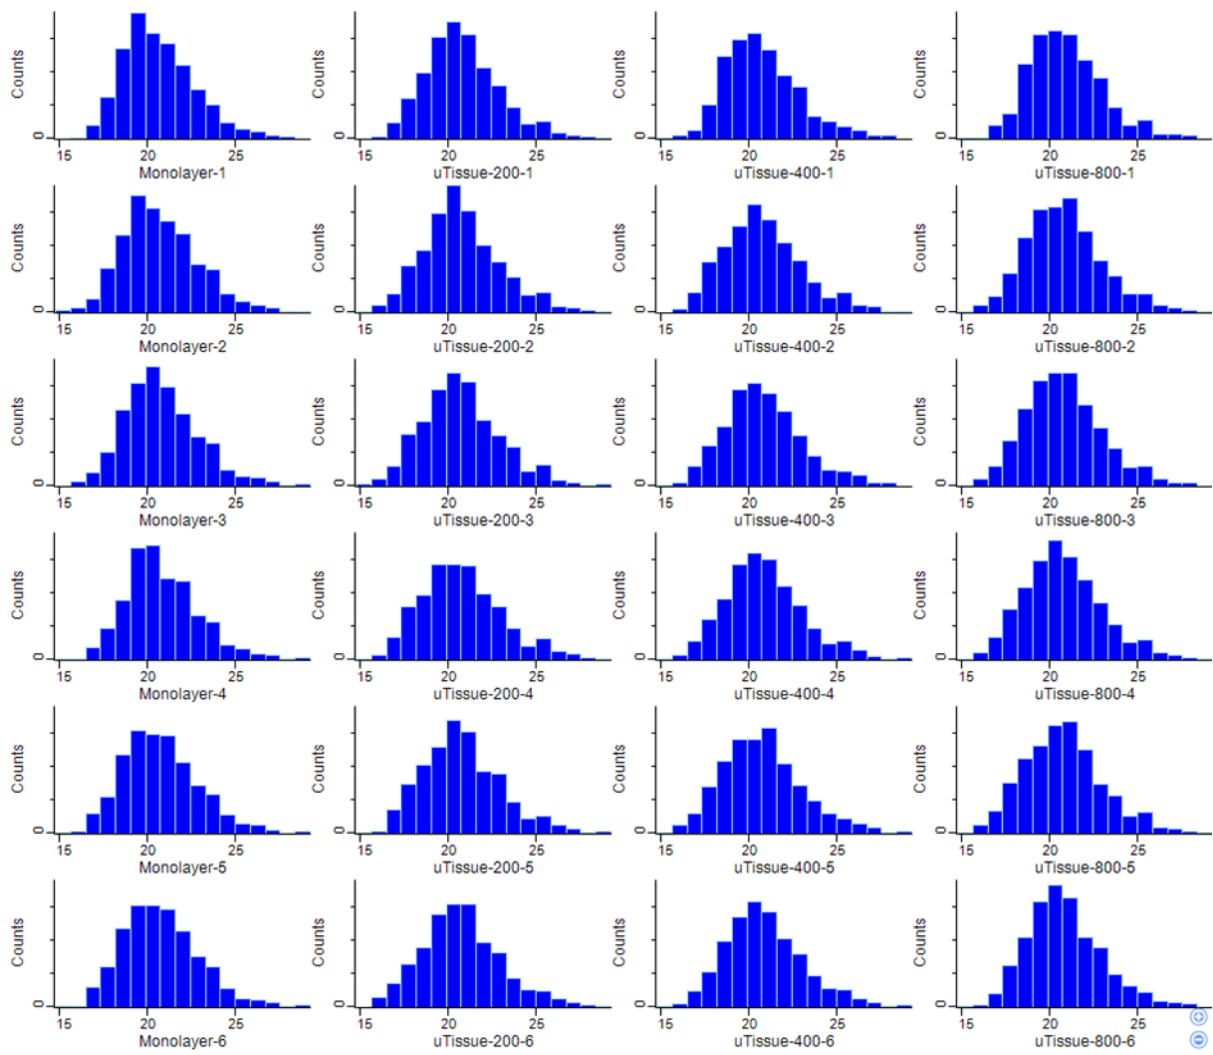 Counts Counts Counts Counts
0 0 0 0
15 20 25 15 20 25 15 20 25 15 20 25
Monolayer-1 uTissue-200-1 uTissue-400-1 uTissue-800-1
Counts Counts Counts Counts
0 0 0 0
15 20 25 15 20 25 15 20 25 15 20 25
Monolayer-2 uTissue-200-2 uTissue-400-2 uTissue-800-2
Counts Counts Counts Counts
0 0 0 0
15 20 25 15 20 25 15 20 25 15 20 25
Monolayer-3 uTissue-200-3 uTissue-400-3 uTissue-800-3
Counts Counts Counts Counts
0 0 0 0
15 20 25 15 20 25 15 20 25 15 20 25
Monolayer-4 uTissue-200-4 uTissue-400-4 uTissue-800-4
Counts Counts Counts Counts
0 0 0 0
15 20 25 15 20 25 15 20 25 15 20 25
Monolayer-5 uTissue-200-5 uTissue-400-5 uTissue-800-5
Counts Counts Counts Counts
0 0 0 0
15 20 25 15 20 25 15 20 25 15 20 25
Monolayer-6 uTissue-200-6 uTissue-400-6 uTissue-800-6